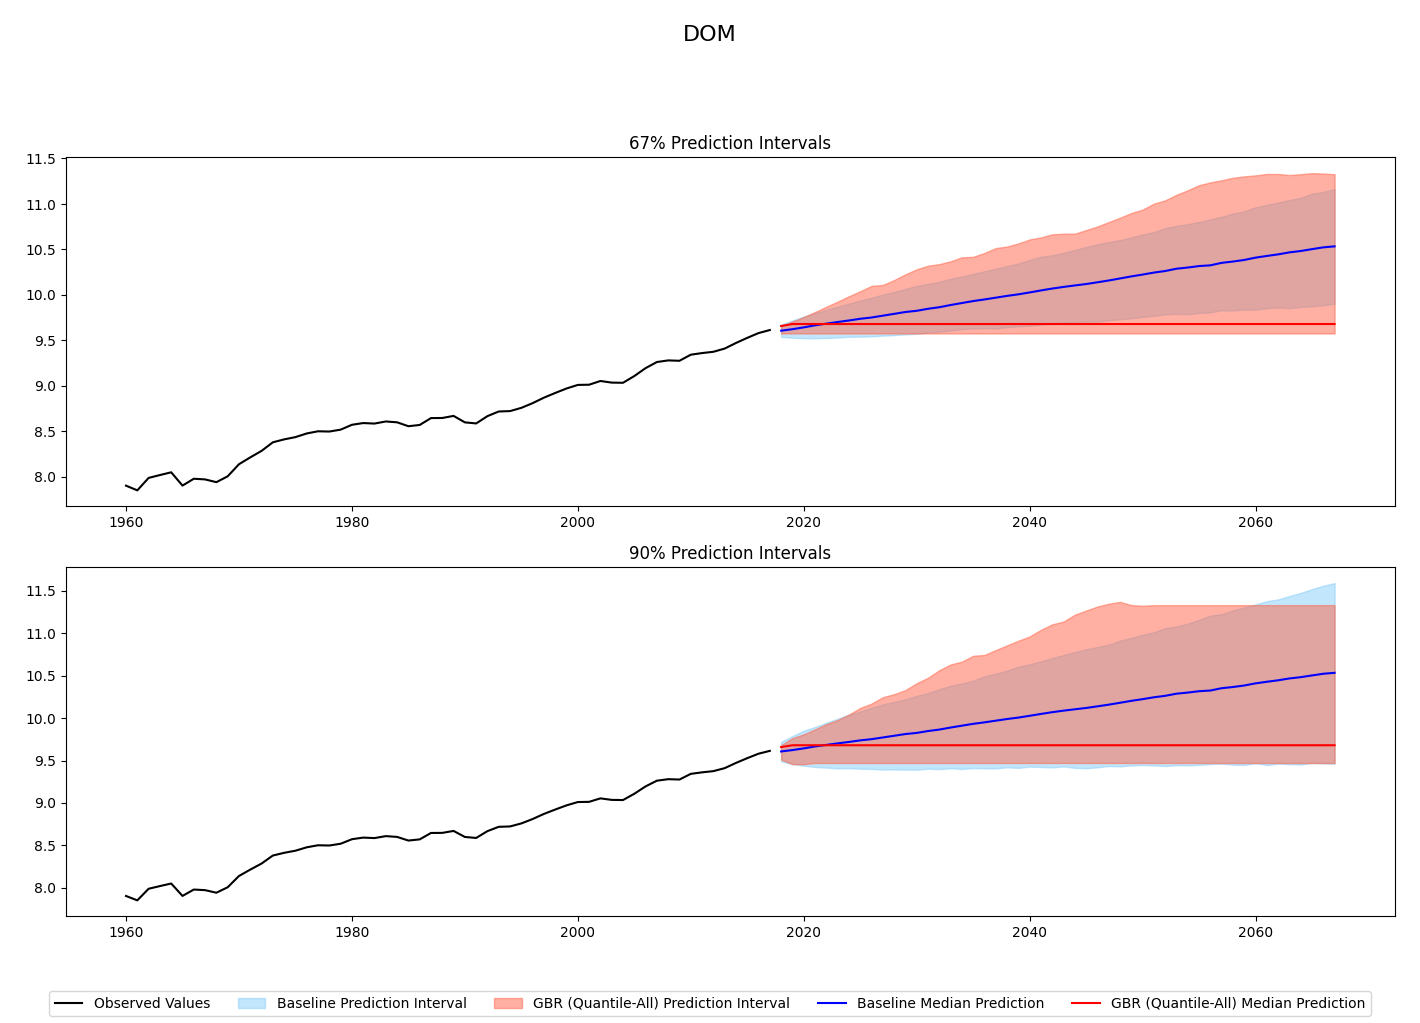 DOM
67% Prediction Intervals
11.5
11.0
10.5
10.0
9.5
9.0
8.5
8.0
1960 1980 2000 2020 2040 2060
90% Prediction Intervals
11.5
11.0
10.5
10.0
9.5
9.0
8.5
8.0
1960 1980 2000 2020 2040 2060
Observed Values Baseline Prediction Interval GBR (Quantile-All) Prediction Interval Baseline Median Prediction GBR (Quantile-All) Median Prediction